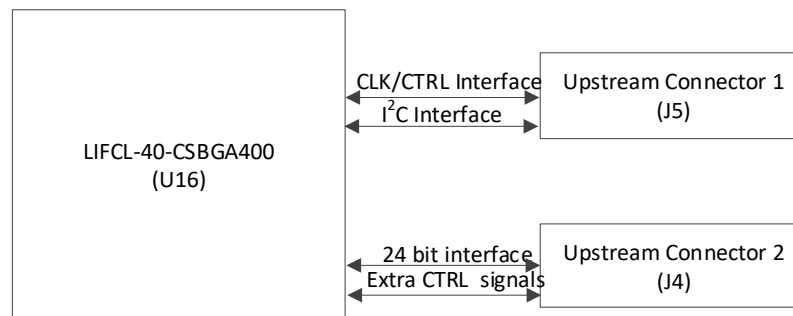 LIFCL-40-CSBGA400
(U16)
CLK/CTRL Interface
I²C Interface
Upstream Connector 1
(J5)
24 bit interface
Extra CTRL signals
Upstream Connector 2
(J4)